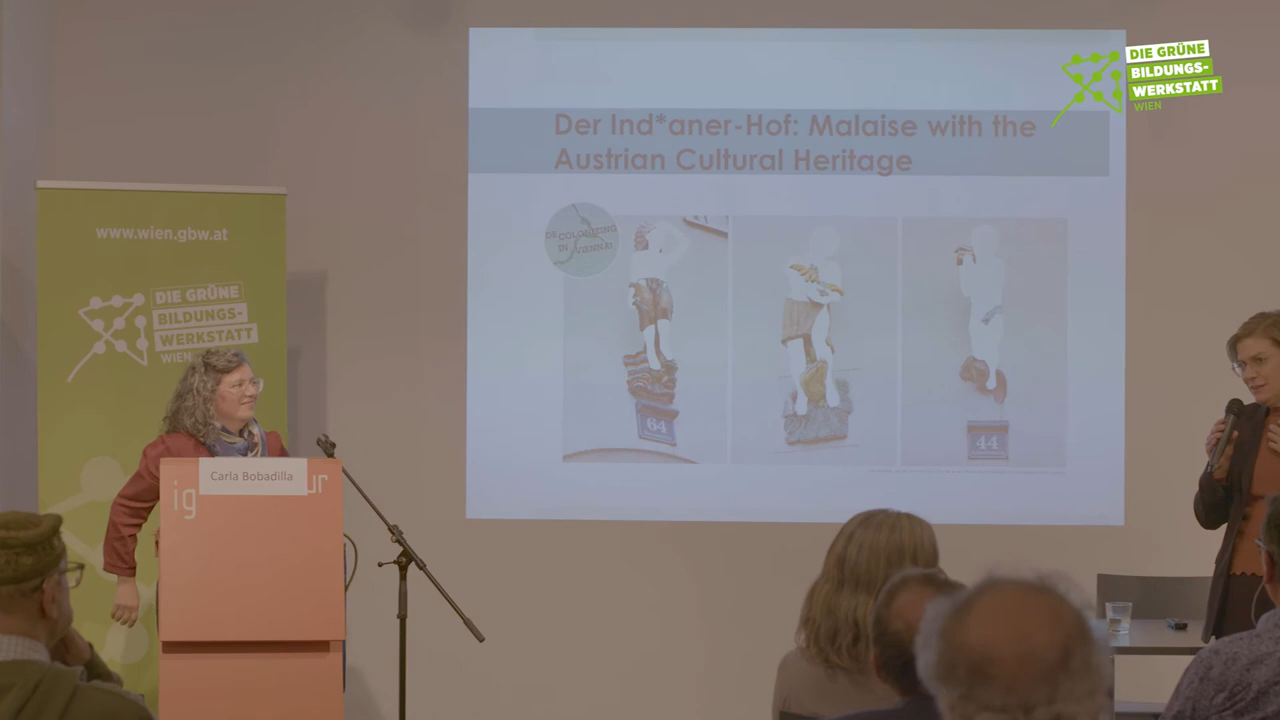 DIE GRÜNE
BILDUNGS-
WERKSTATT
WIEN
Der Ind*aner-Hof: Malaise with the
Austrian Cultural Heritage
DE COLONIZING
IN VIENNA!
64
44
www.wien.gbw.at
DIE GRÜNE
BILDUNGS-
WERKSTATT
WIEN
Carla Bobadilla
ig
ur